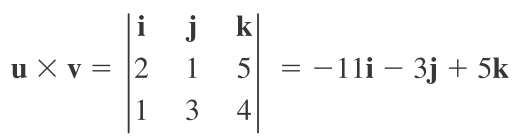 i j k
u × v = 2 1 5 = −11i − 3j + 5k
1 3 4